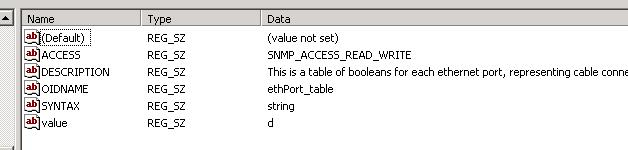 Name Type Data
(Default) REG_SZ (value not set)
ACCESS REG_SZ SNMP_ACCESS_READ_WRITE
DESCRIPTION REG_SZ This is a table of booleans for each ethernet port, representing cable conne
OIDNAME REG_SZ ethPort_table
SYNTAX REG_SZ string
value REG_SZ d